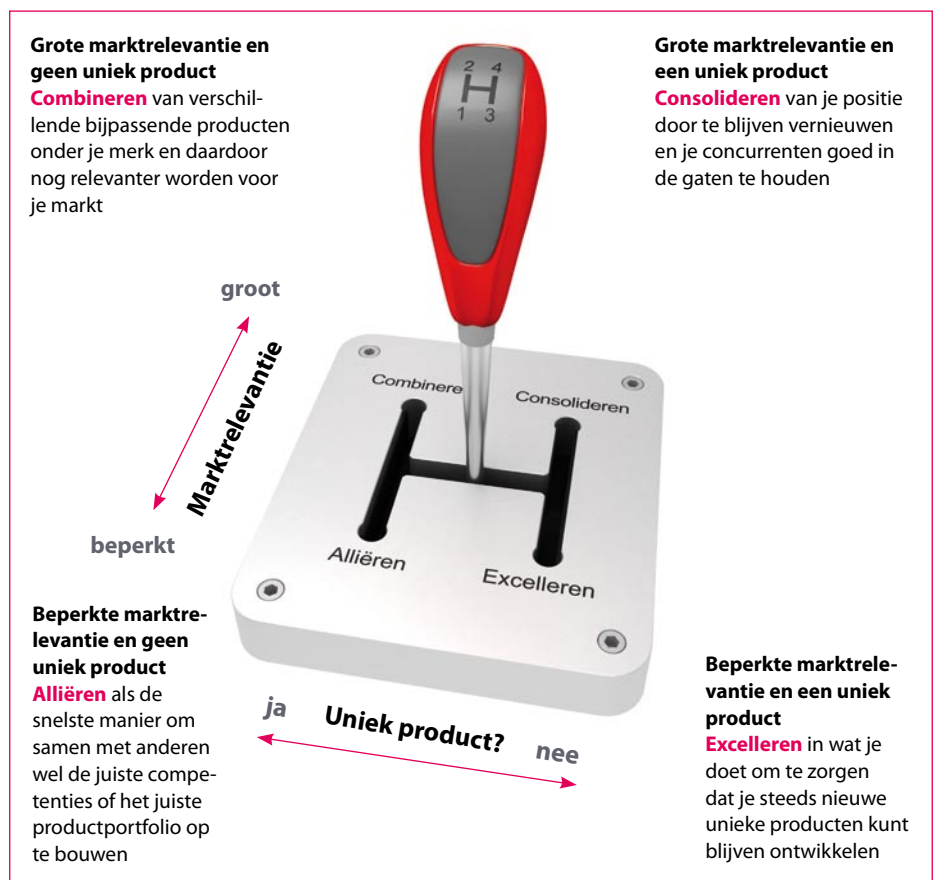 Grote marktrelevantie en
geen uniek product
Combineren van verschil-
lende bijpassende producten
onder je merk en daardoor
nog relevanter worden voor
je markt
Grote marktrelevantie en
een uniek product
Consolideren van je positie
door te blijven vernieuwen
en je concurrenten goed in
de gaten te houden
2 4
1 3
groot
Marktrelevantie
beperkt
Combinere
Consolideren
Alliëren
Excelleren
Beperkte marktre-
levantie en geen
uniek product
Alliëren als de
snelste manier om
samen met anderen
wel de juiste compe-
tenties of het juiste
productportfolio op
te bouwen
ja Uniek product? nee
Beperkte marktrele-
vantie en een uniek
product
Excelleren in wat je
doet om te zorgen
dat je steeds nieuwe
unieke producten kunt
blijven ontwikkelen